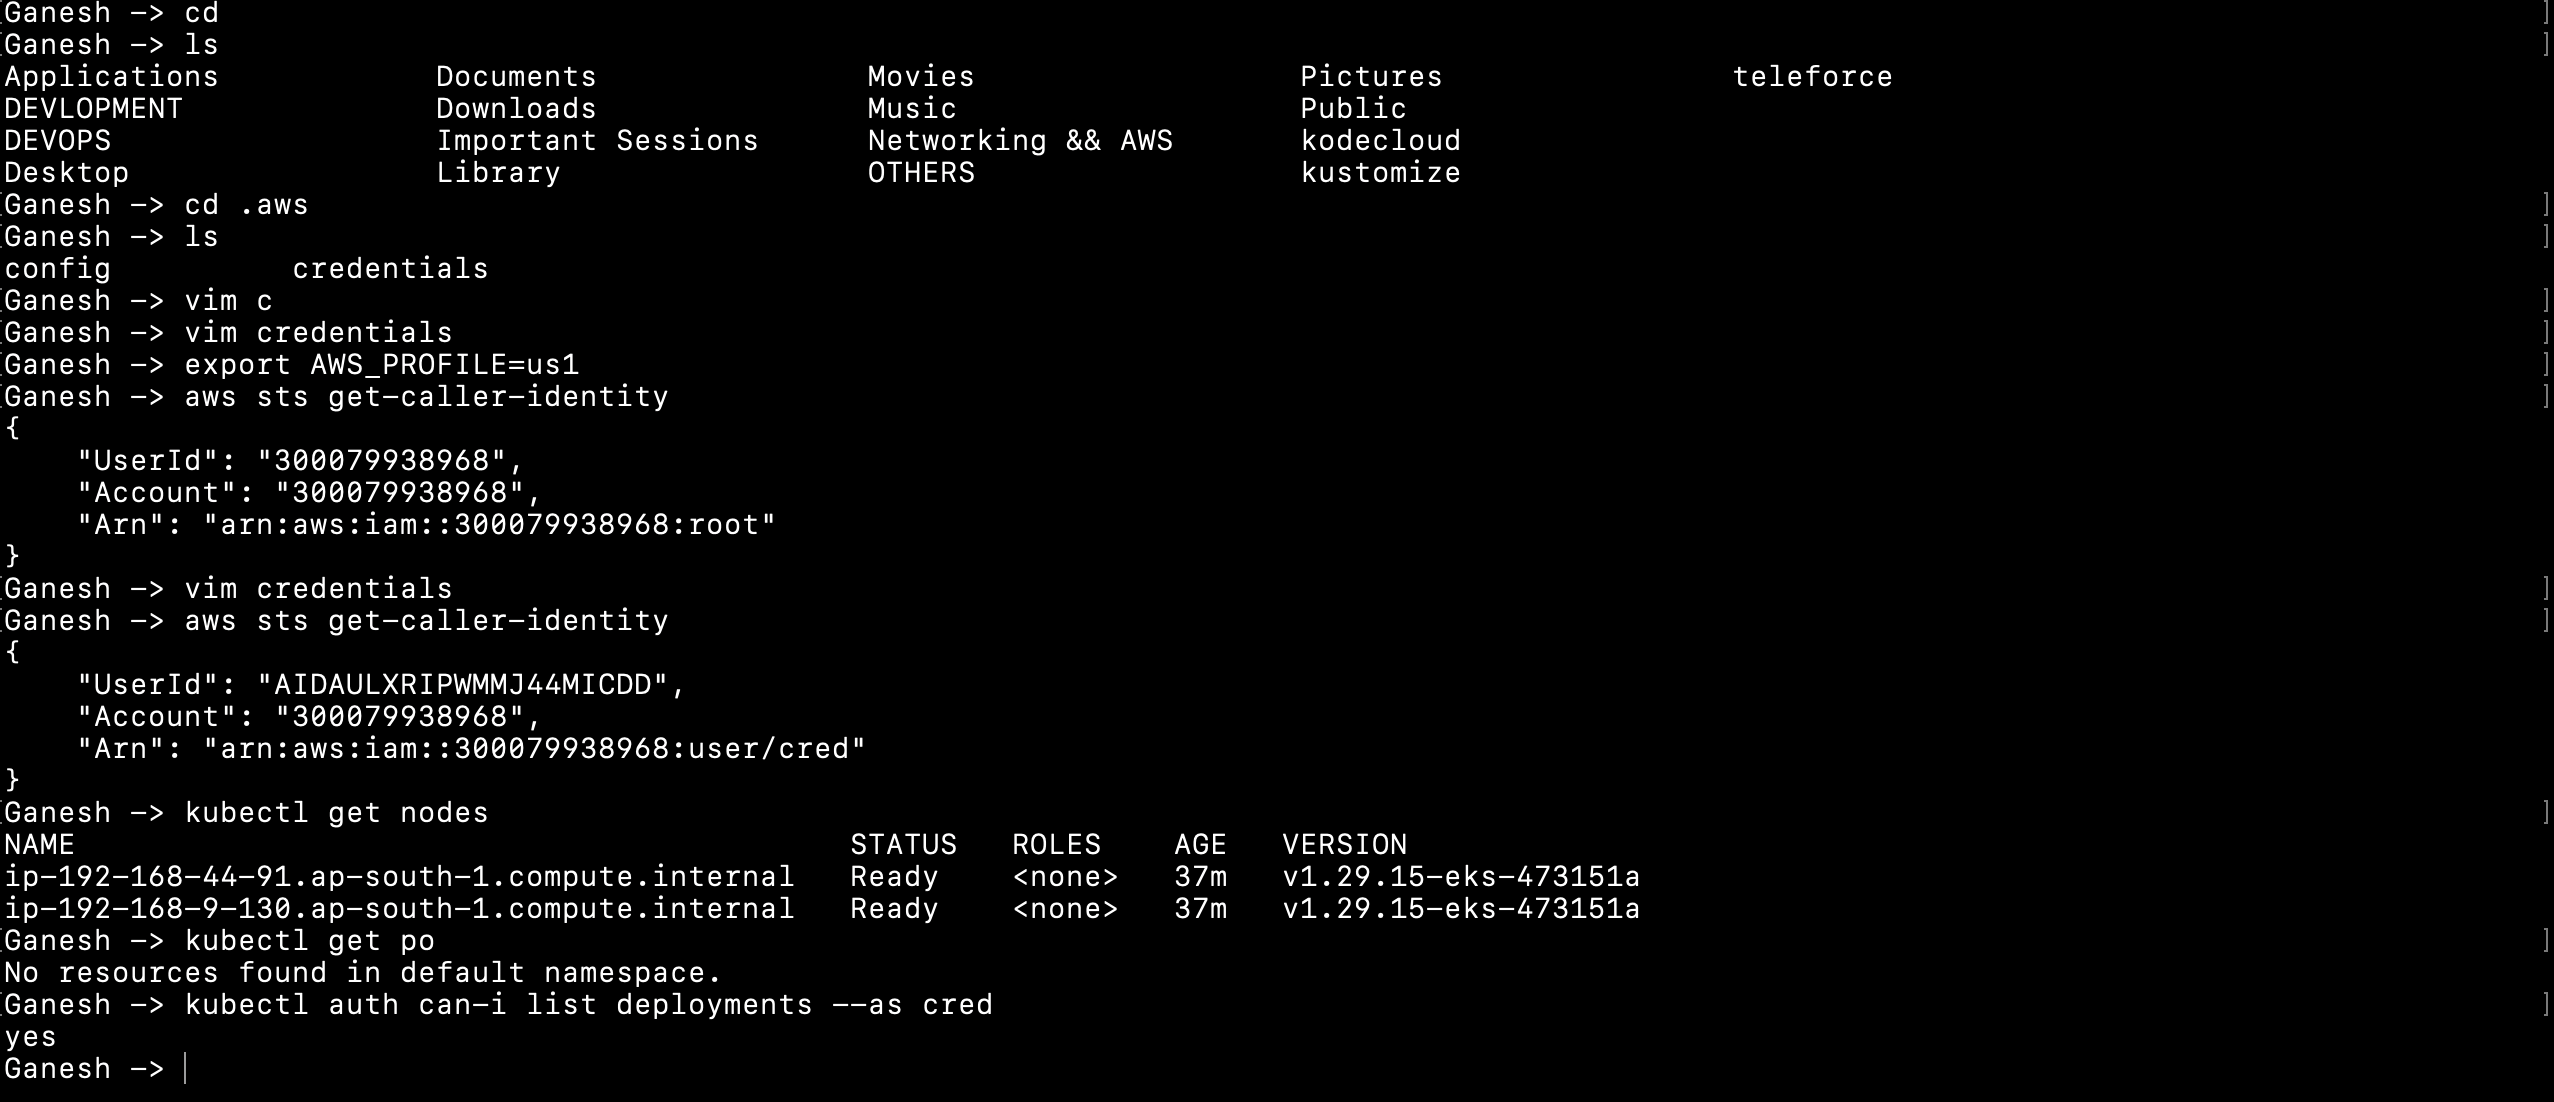 Ganesh -> cd
Ganesh -> ls
Applications Documents Movies Pictures teleforce
DEVLOPMENT Downloads Music Public
DEVOPS Important Sessions Networking && AWS kodecloud
Desktop Library OTHERS kustomize
Ganesh -> cd .aws
Ganesh -> ls
config credentials
Ganesh -> vim c
Ganesh -> vim credentials
Ganesh -> export AWS_PROFILE=us1
Ganesh -> aws sts get-caller-identity
{
    "UserId": "300079938968",
    "Account": "300079938968",
    "Arn": "arn:aws:iam::300079938968:root"
}
Ganesh -> vim credentials
Ganesh -> aws sts get-caller-identity
{
    "UserId": "AIDAULXRIPWMMJ44MICDD",
    "Account": "300079938968",
    "Arn": "arn:aws:iam::300079938968:user/cred"
}
Ganesh -> kubectl get nodes
NAME STATUS ROLES AGE VERSION
ip-192-168-44-91.ap-south-1.compute.internal Ready <none> 37m v1.29.15-eks-473151a
ip-192-168-9-130.ap-south-1.compute.internal Ready <none> 37m v1.29.15-eks-473151a
Ganesh -> kubectl get po
No resources found in default namespace.
Ganesh -> kubectl auth can-i list deployments --as cred
yes
Ganesh ->